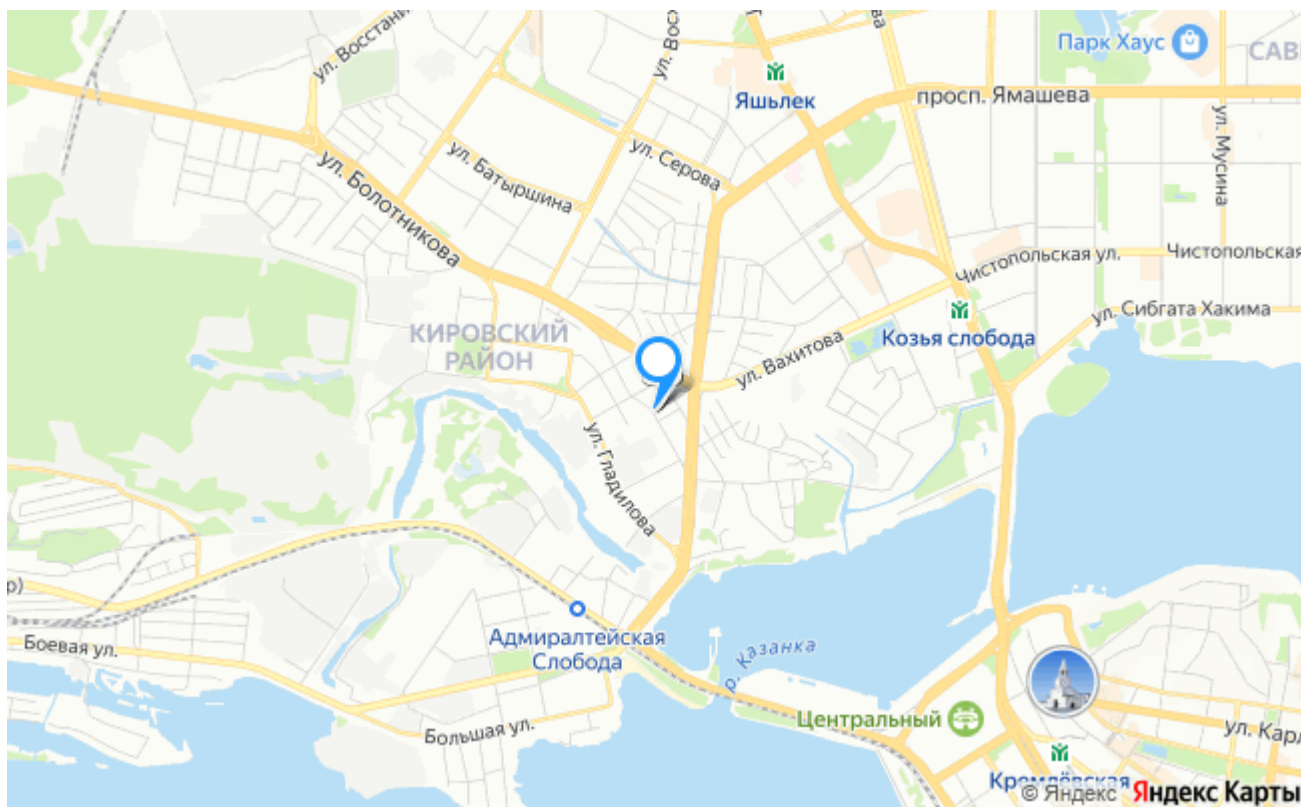 ул. Восстан
ул. Вос
Парк Хаус
САВ
Яшьлек
просп. Ямашева
ул. Мусина
ул. Серова
ул. Батыршина
ул. Болотникова
Чистопольская ул.
Чистопольская
ул. Сибгата Хакима
КИРОВСКИЙ
РАЙОН
Козья слобода
ул. Вахитова
ул. Гладилова
р)
Адмиралтейская
Слобода
Боевая ул.
р. Казанка
Большая ул.
Центральный
ул. Карл
Кремлёвская
© Яндекс Яндекс Карты